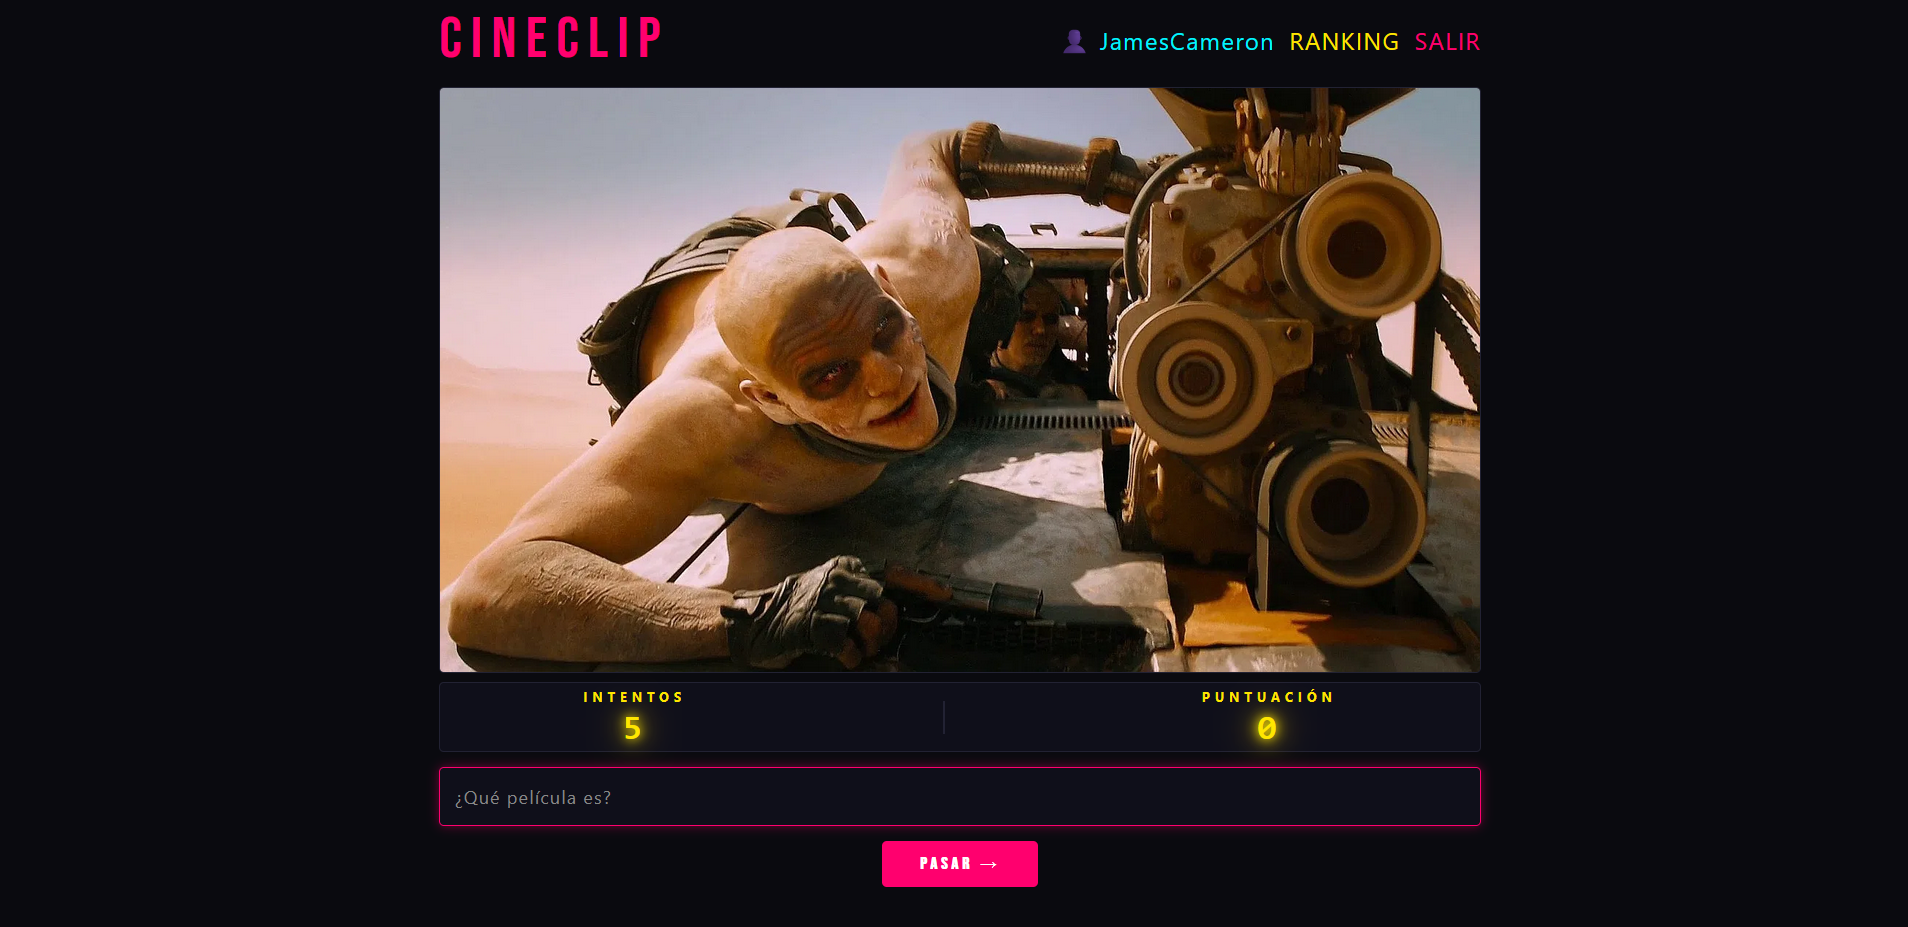 CINECLIP
JamesCameron RANKING SALIR
INTENTOS
5
PUNTUACIÓN
0
¿Qué película es?
PASAR →